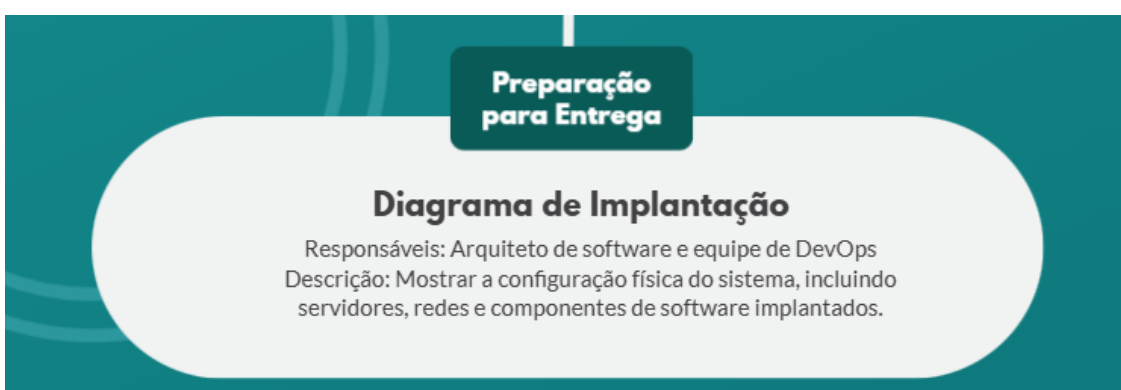 Preparação
para Entrega
Diagrama de Implantação
Responsáveis: Arquiteto de software e equipe de DevOps
Descrição: Mostrar a configuração física do sistema, incluindo
servidores, redes e componentes de software implantados.